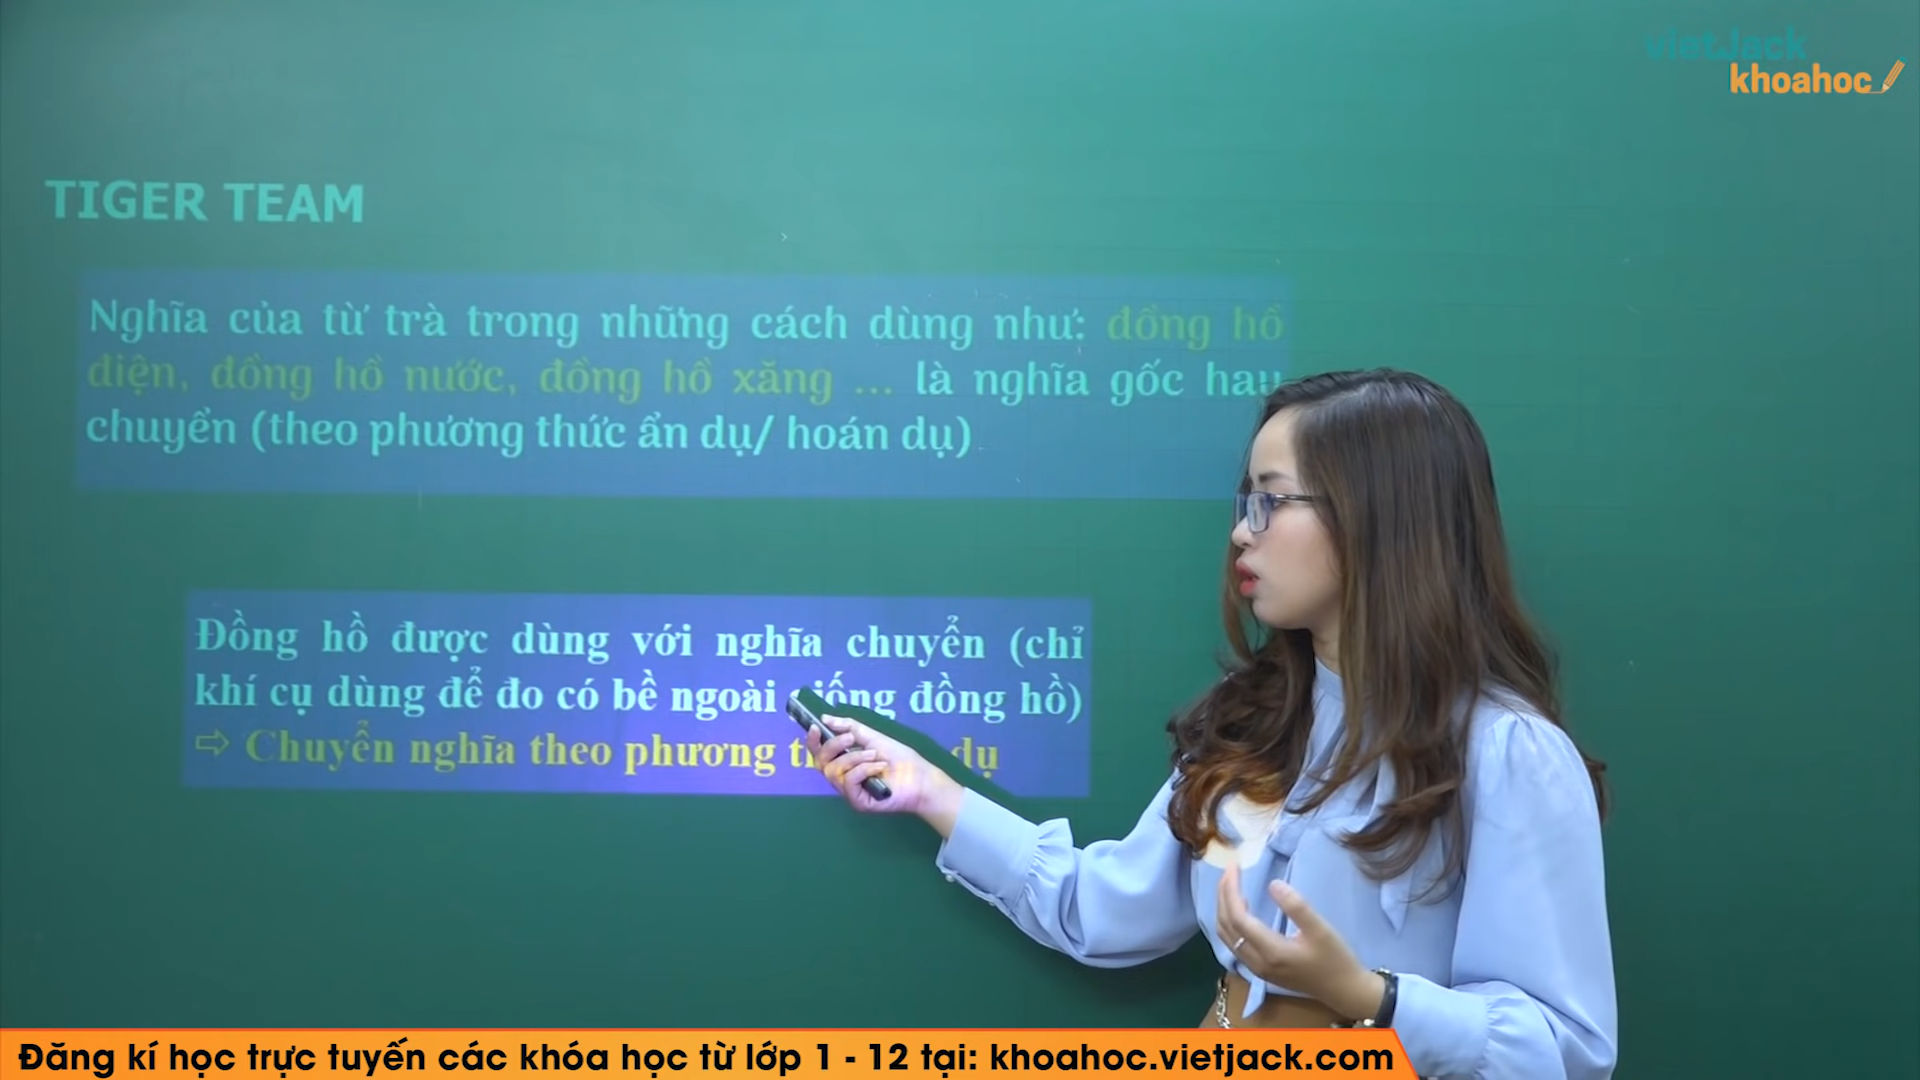 vietJack
khoahoc
TIGER TEAM
Nghĩa của từ trà trong những cách dùng như: đồng hồ
điện, đồng hồ nước, đồng hồ xăng ... là nghĩa gốc hay
chuyển (theo phương thức ẩn dụ/ hoán dụ)
Đồng hồ được dùng với nghĩa chuyển (chỉ
khí cụ dùng để đo có bề ngoài giống đồng hồ)
⇨ Chuyển nghĩa theo phương dụ
Đăng kí học trực tuyến các khóa học từ lớp 1 - 12 tại: khoahoc.vietjack.com